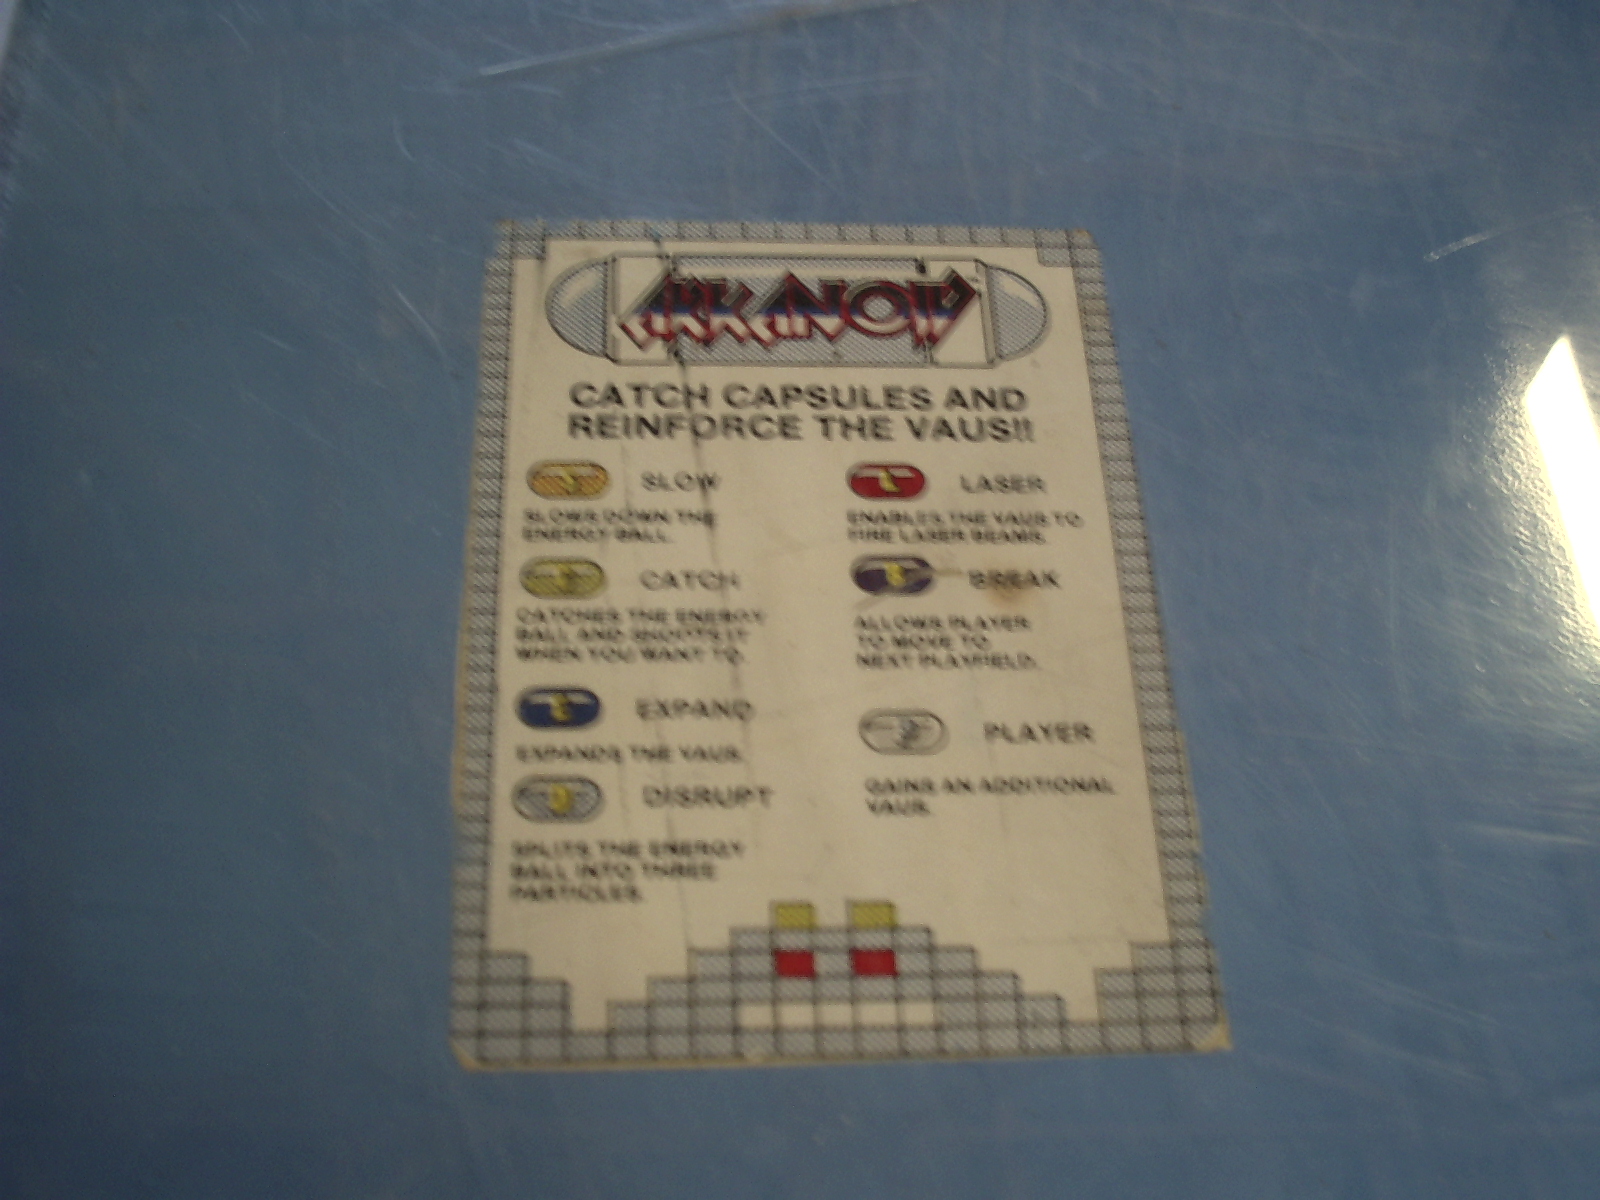 ARKANOID
CATCH CAPSULES AND
REINFORCE THE VAUS!!
S SLOW
SLOWS DOWN THE
ENERGY BALL.
C CATCH
CATCHES THE ENERGY
BALL AND SHOOTS IT
WHEN YOU WANT TO.
E EXPAND
EXPANDS THE VAUS.
D DISRUPT
SPLITS THE ENERGY
BALL INTO THREE
PARTICLES.
L LASER
ENABLES THE VAUS TO
FIRE LASER BEAMS.
B BREAK
ALLOWS PLAYER
TO MOVE TO
NEXT PLAYFIELD.
P PLAYER
GAINS AN ADDITIONAL
VAUS.